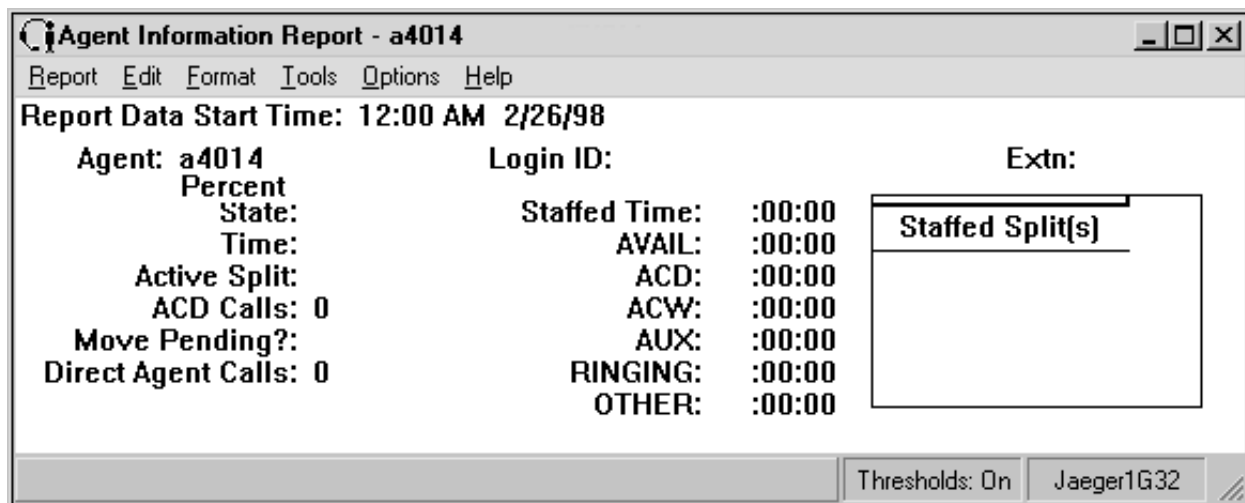 Agent Information Report - a4014
Report Edit Format Tools Options Help
Report Data Start Time: 12:00 AM 2/26/98
Agent: a4014 Login ID: Extn:
Percent
State: Staffed Time: :00:00
Staffed Split(s)
Time: AVAIL: :00:00
Active Split: ACD: :00:00
ACD Calls: 0 ACW: :00:00
Move Pending?: AUX: :00:00
Direct Agent Calls: 0 RINGING: :00:00
OTHER: :00:00
Thresholds: On Jaeger1G32